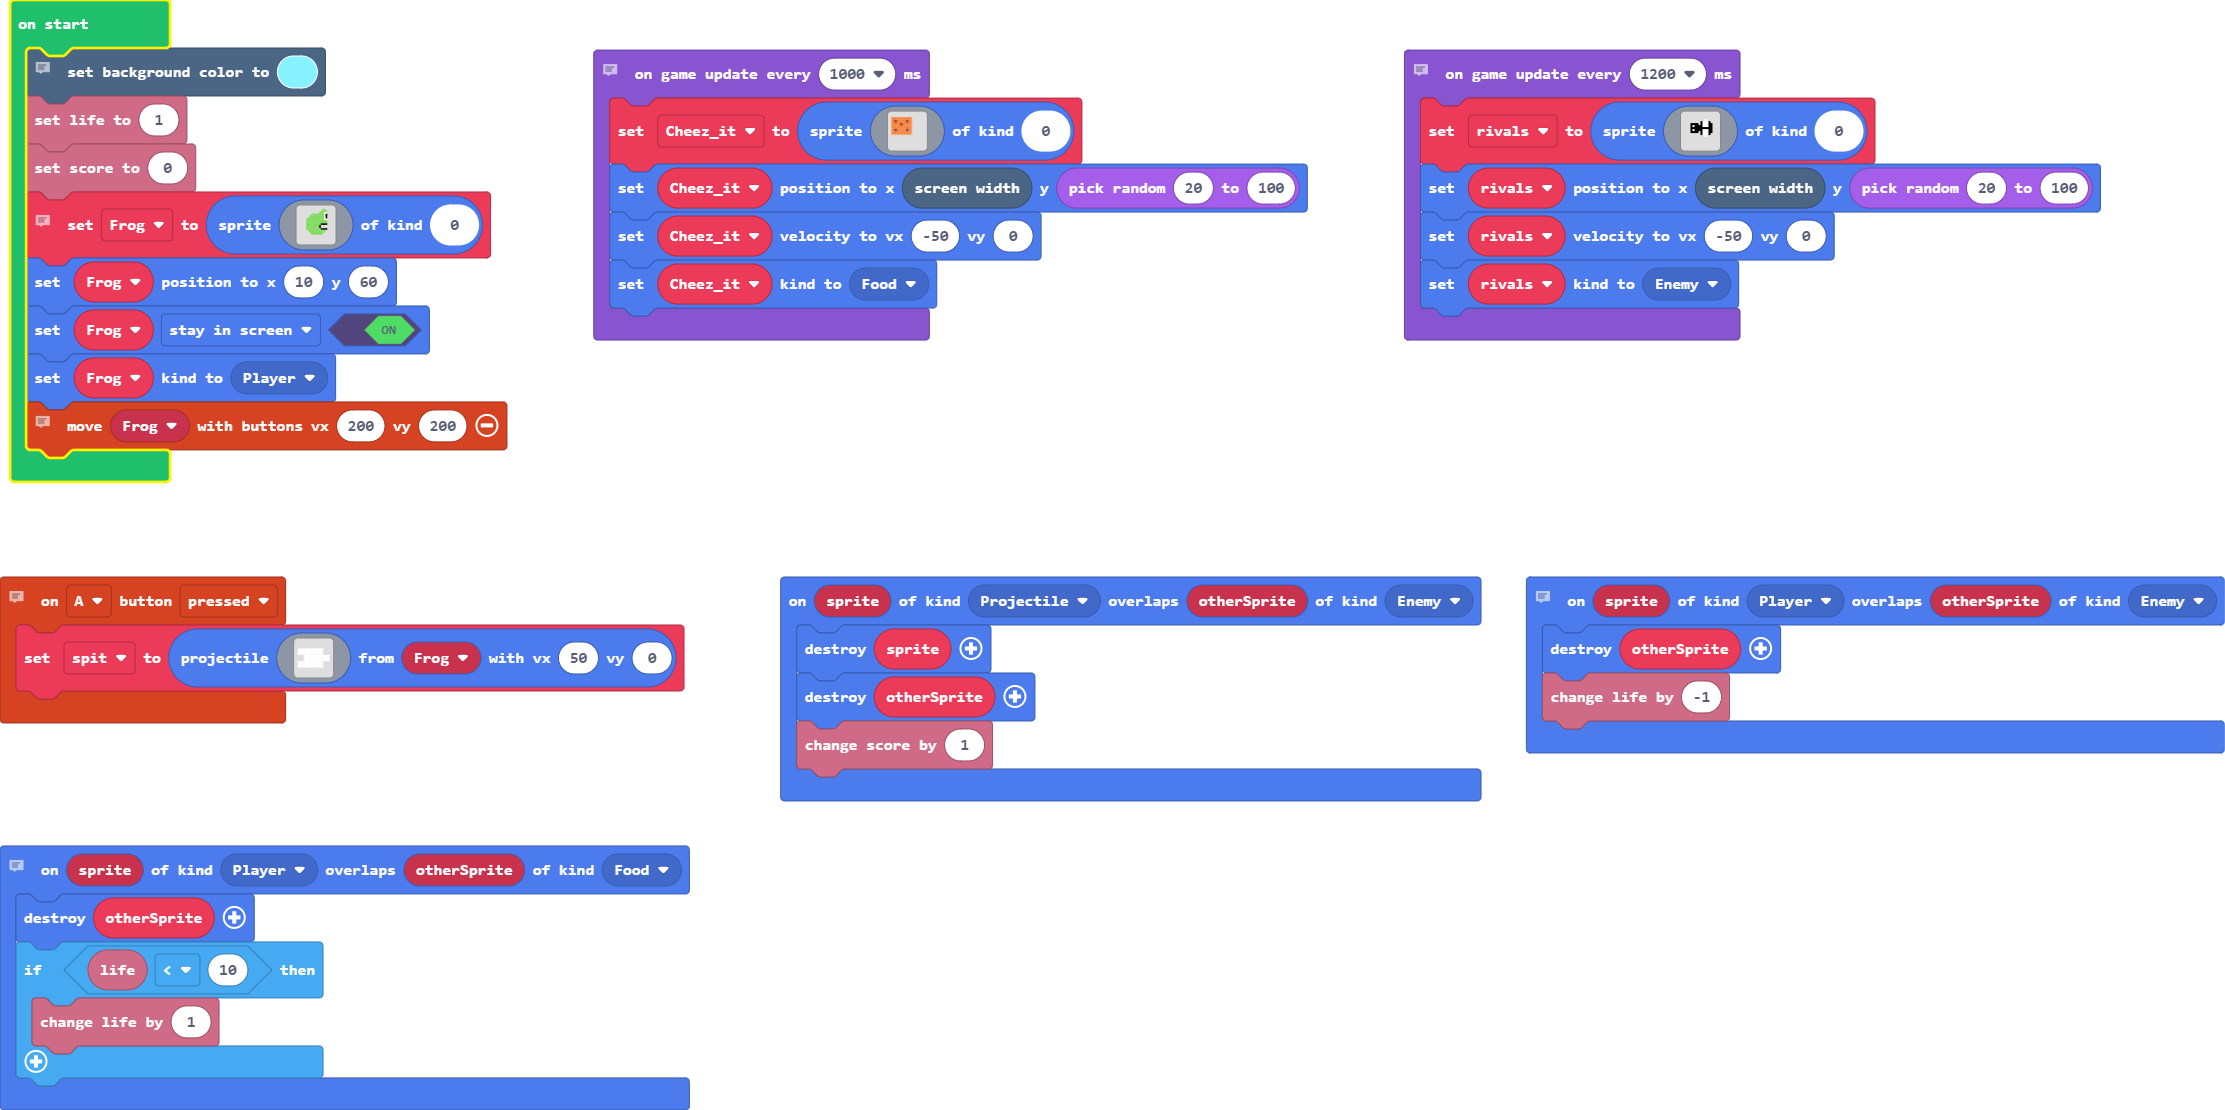 on start
set background color to
set life to 1
set score to 0
set Frog to sprite of kind 0
set Frog position to x 10 y 60
set Frog stay in screen ON
set Frog kind to Player
move Frog with buttons vx 200 vy 200
on game update every 1000 ms
set Cheez_it to sprite of kind 0
set Cheez_it position to x screen width y pick random 20 to 100
set Cheez_it velocity to vx -50 vy 0
set Cheez_it kind to Food
on game update every 1200 ms
set rivals to sprite of kind 0
set rivals position to x screen width y pick random 20 to 100
set rivals velocity to vx -50 vy 0
set rivals kind to Enemy
on A button pressed
set spit to projectile from Frog with vx 50 vy 0
on sprite of kind Projectile overlaps otherSprite of kind Enemy
destroy sprite
destroy otherSprite
change score by 1
on sprite of kind Player overlaps otherSprite of kind Enemy
destroy otherSprite
change life by -1
on sprite of kind Player overlaps otherSprite of kind Food
destroy otherSprite
if life < 10 then
change life by 1